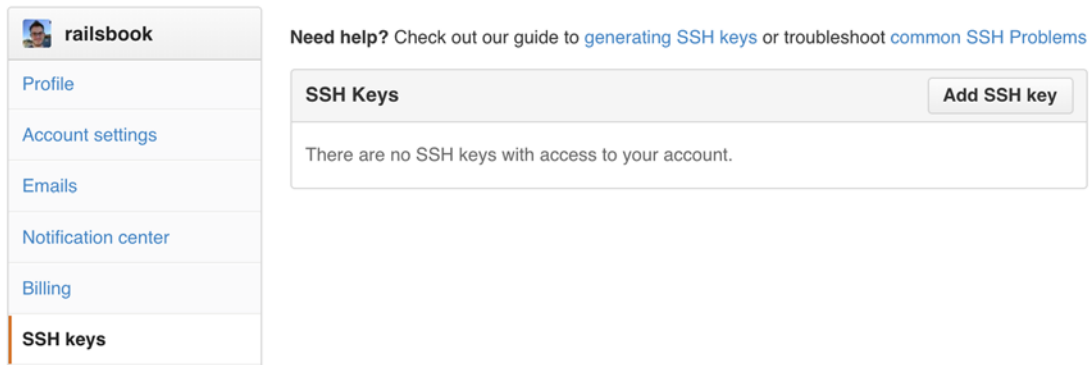 railsbook
Profile
Account settings
Emails
Notification center
Billing
SSH keys
Need help? Check out our guide to generating SSH keys or troubleshoot common SSH Problems
SSH Keys
Add SSH key
There are no SSH keys with access to your account.